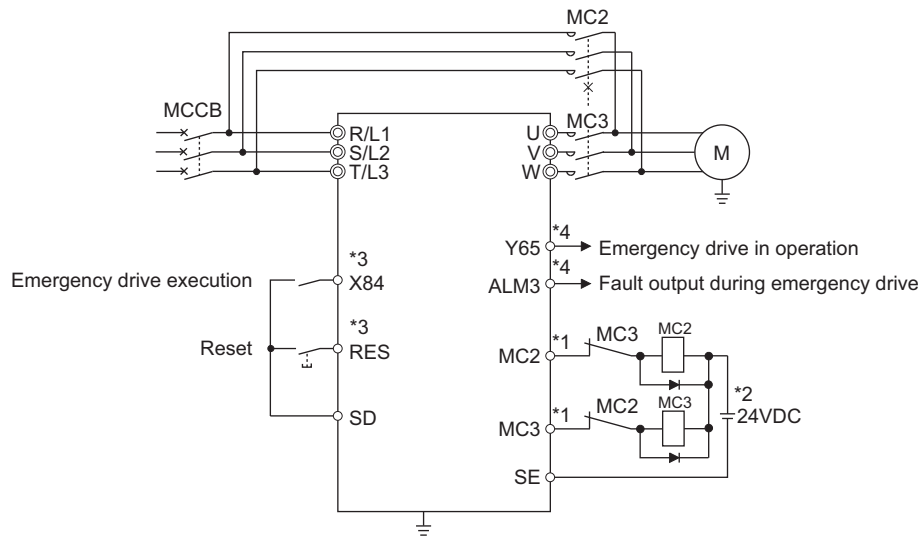 MC2
MCCB
MC3
R/L1
U
S/L2
V
M
T/L3
W
*4
Y65
Emergency drive in operation
*3
*4
Emergency drive execution
X84
ALM3
Fault output during emergency drive
*3
Reset
RES
*1
MC3
MC2
MC2
*2
24VDC
SD
*1
MC2
MC3
MC3
SE